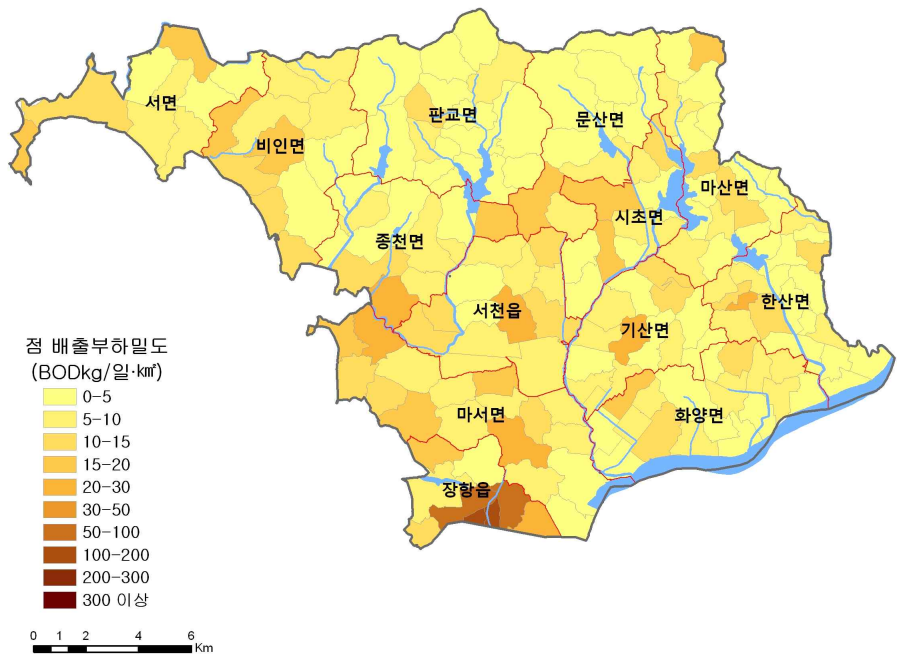 서면
비인면
판교면
문산면
마산면
시초면
종천면
서천읍
기산면
한산면
마서면
화양면
장항읍
점 배출부하밀도
(BODkg/일·㎢)
0-5
5-10
10-15
15-20
20-30
30-50
50-100
100-200
200-300
300 이상
0 1 2 4 6
Km